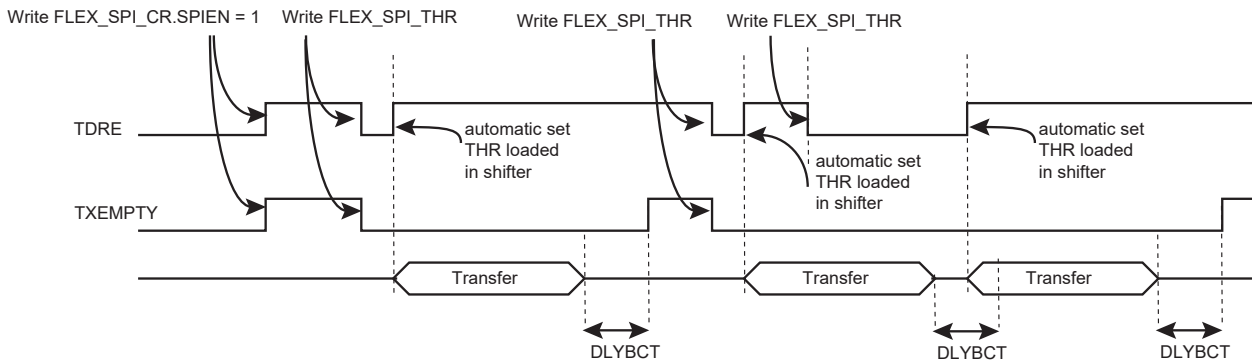 Write FLEX_SPI_CR.SPIEN = 1
Write FLEX_SPI_THR
Write FLEX_SPI_THR
Write FLEX_SPI_THR
TDRE
automatic set
THR loaded
in shifter
automatic set
THR loaded
in shifter
automatic set
THR loaded
in shifter
TXEMPTY
Transfer
Transfer
Transfer
DLYBCT
DLYBCT
DLYBCT